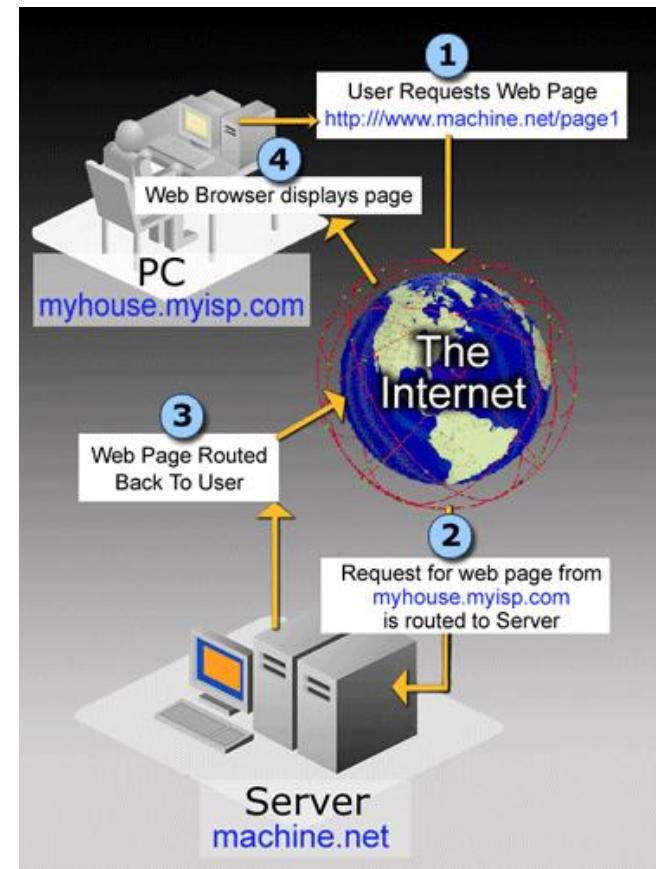 1
User Requests Web Page
http:///www.machine.net/page1
4
Web Browser displays page
PC
myhouse.myisp.com
The
Internet
3
Web Page Routed
Back To User
2
Request for web page from
myhouse.myisp.com
is routed to Server
Server
machine.net